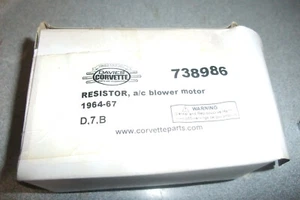 DAVIES
CORVETTE
738986
RESISTOR, a/c blower motor
1964-67
D.7.B
WARNING
www.corvetteparts.com